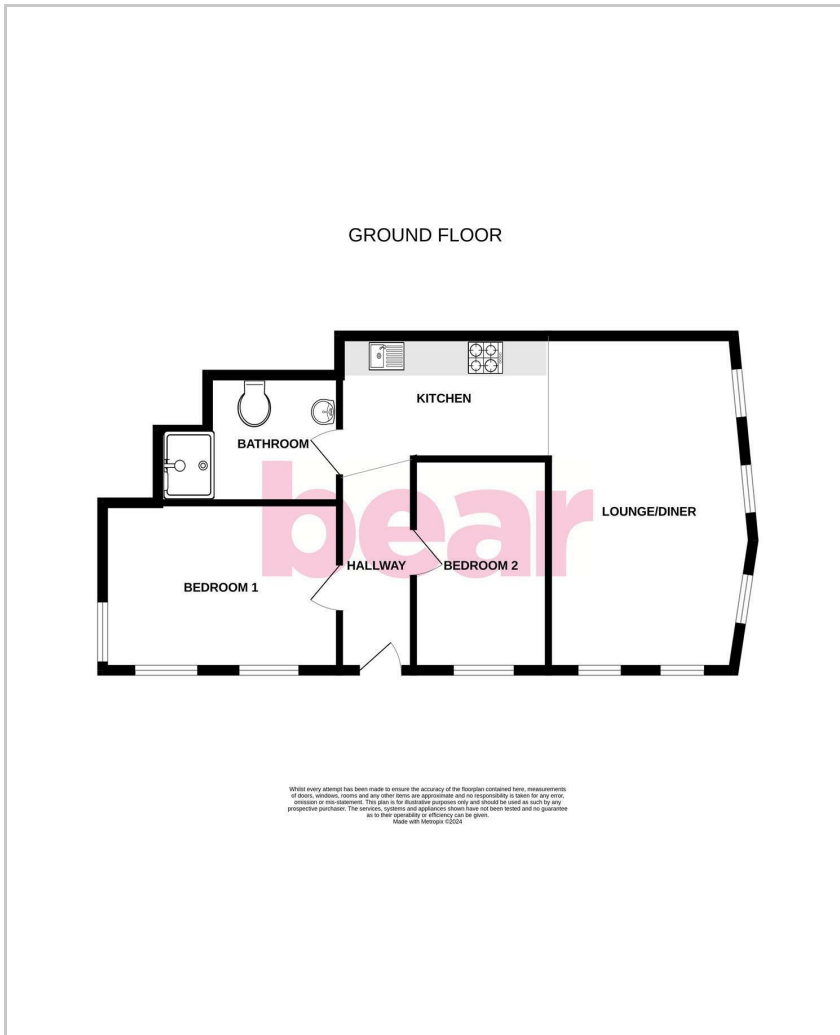 GROUND FLOOR
KITCHEN
BATHROOM
bear
LOUNGE/DINER
HALLWAY
BEDROOM 2
BEDROOM 1
Whilst every attempt has been made to ensure the accuracy of the floorplan contained here, measurements
of doors, windows, rooms and any other items are approximate and no responsibility is taken for any error,
omission or mis-statement. This plan is for illustrative purposes only and should be used as such by any
prospective purchaser. The services, systems and appliances shown have not been tested and no guarantee
as to their operability or efficiency can be given.
Made with Metropix ©2024